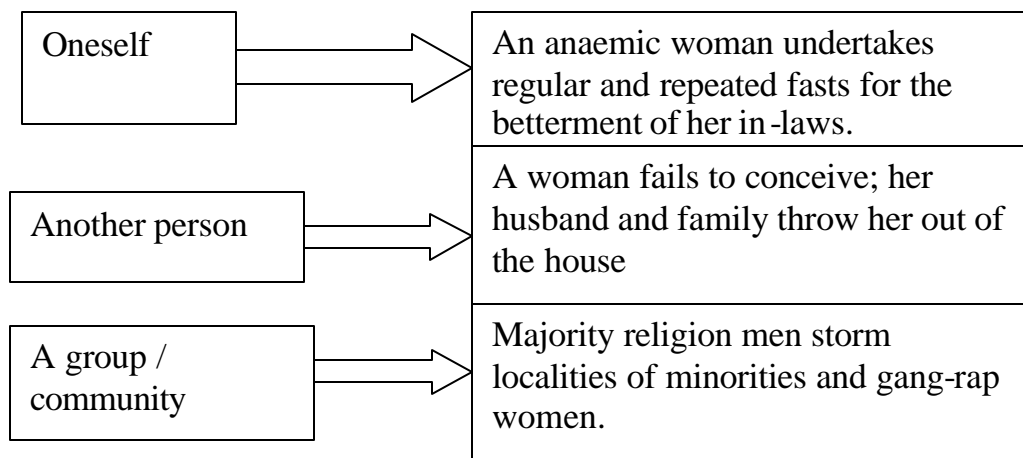 Oneself
An anaemic woman undertakes
regular and repeated fasts for the
betterment of her in-laws.
Another person
A woman fails to conceive; her
husband and family throw her out of
the house
A group /
community
Majority religion men storm
localities of minorities and gang-rap
women.